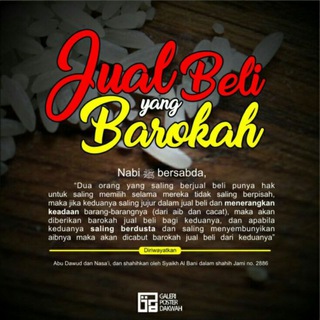 Jual Beli
yang
Barokah
Nabi ﷺ bersabda,
"Dua orang yang saling berjual beli punya hak
untuk saling memilih selama mereka tidak saling berpisah,
maka jika keduanya saling jujur dalam jual beli dan menerangkan
keadaan barang-barangnya (dari aib dan cacat), maka akan
diberikan barokah jual beli bagi keduanya, dan apabila
keduanya saling berdusta dan saling menyembunyikan
aibnya maka akan dicabut barokah jual beli dari keduanya"
Diriwayatkan
Abu Dawud dan Nasa'i, dan shahihkan oleh Syaikh Al Bani dalam shahih Jami no. 2886
GALERI
POSTER
DAKWAH